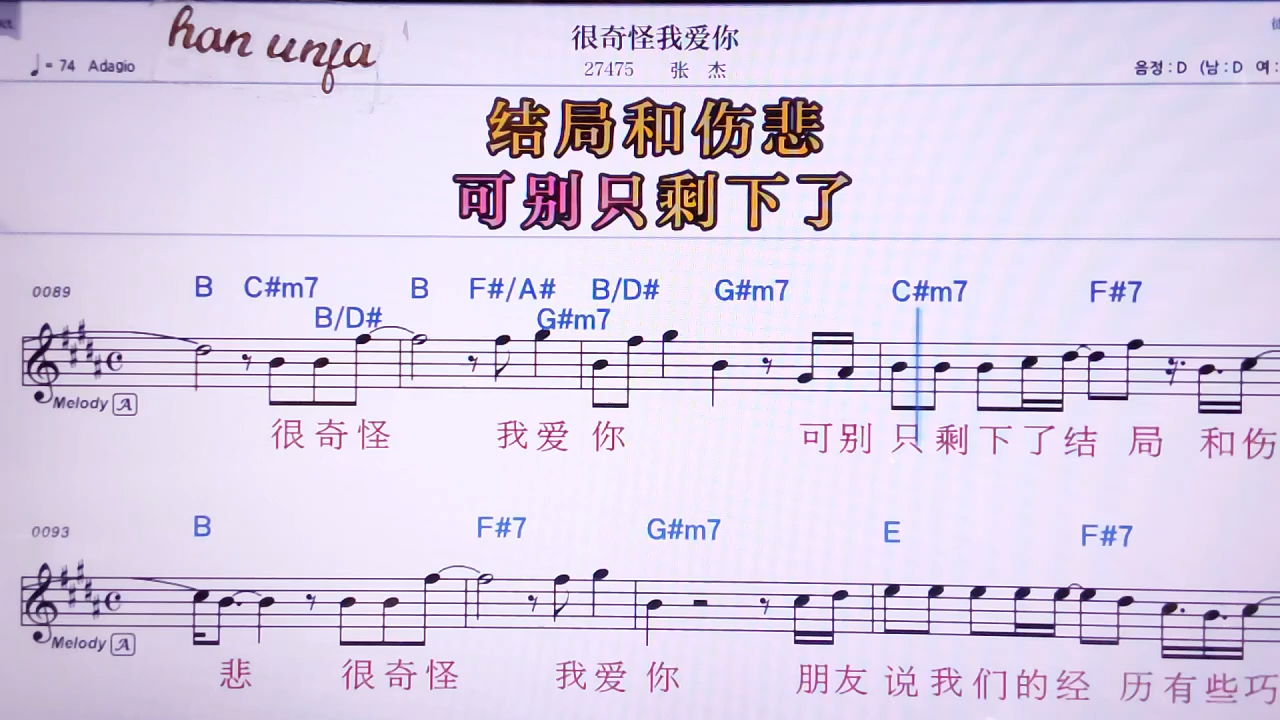 han unfa
很奇怪我爱你
♩= 74 Adagio
27475 张 杰
음정 : D (남 : D 여 :
结局和伤悲
可别只剩下了
0089
B C#m7 B/D# B F#/A# G#m7 B/D# G#m7 C#m7 F#7
Melody A
很奇怪 我爱 你 可别 只剩下了结 局 和伤
0093
B F#7 G#m7 E F#7
Melody A
悲 很奇怪 我爱 你 朋友 说我们的经 历有些巧